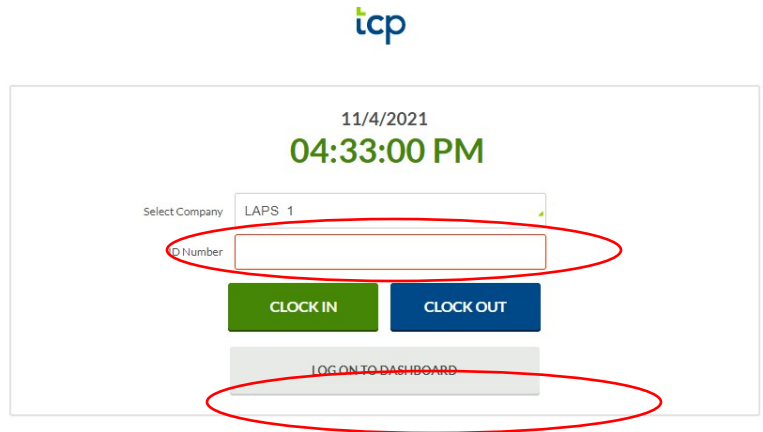 tcp
11/4/2021
04:33:00 PM
Select Company LAPS 1
ID Number
CLOCK IN CLOCK OUT
LOG ON TO DASHBOARD